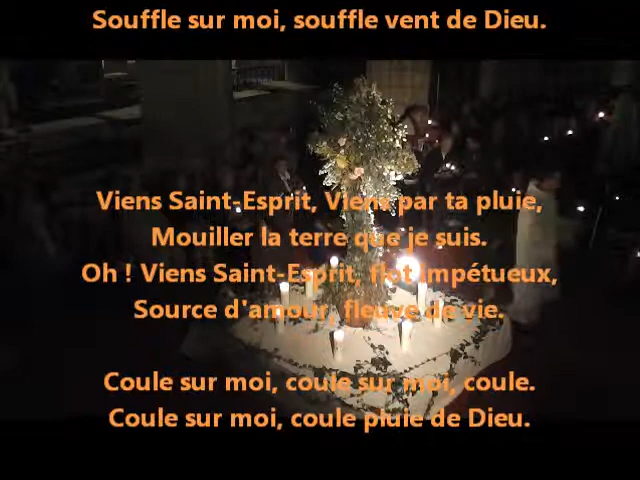 Souffle sur moi, souffle vent de Dieu.
Viens Saint-Esprit, Viens par ta pluie,
Mouiller la terre que je suis.
Oh ! Viens Saint-Esprit, flot impétueux,
Source d'amour, fleuve de vie.
Coule sur moi, coule sur moi, coule.
Coule sur moi, coule pluie de Dieu.